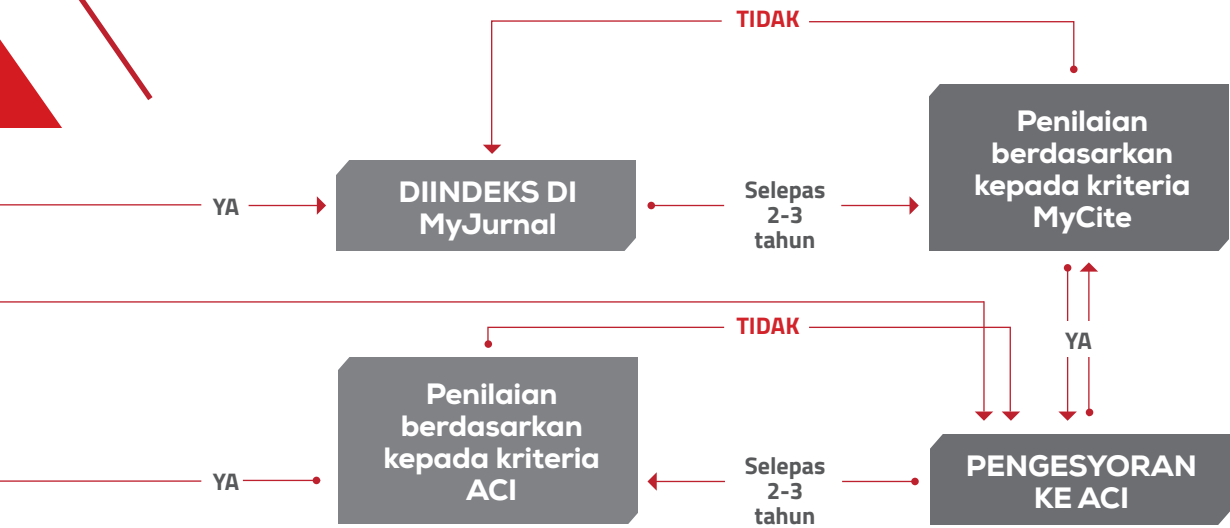 TIDAK
YA
DIINDEKS DI
MyJurnal
Selepas
2-3
tahun
Penilaian
berdasarkan
kepada kriteria
MyCite
TIDAK
YA
Penilaian
berdasarkan
kepada kriteria
ACI
YA
Selepas
2-3
tahun
PENGESYORAN
KE ACI